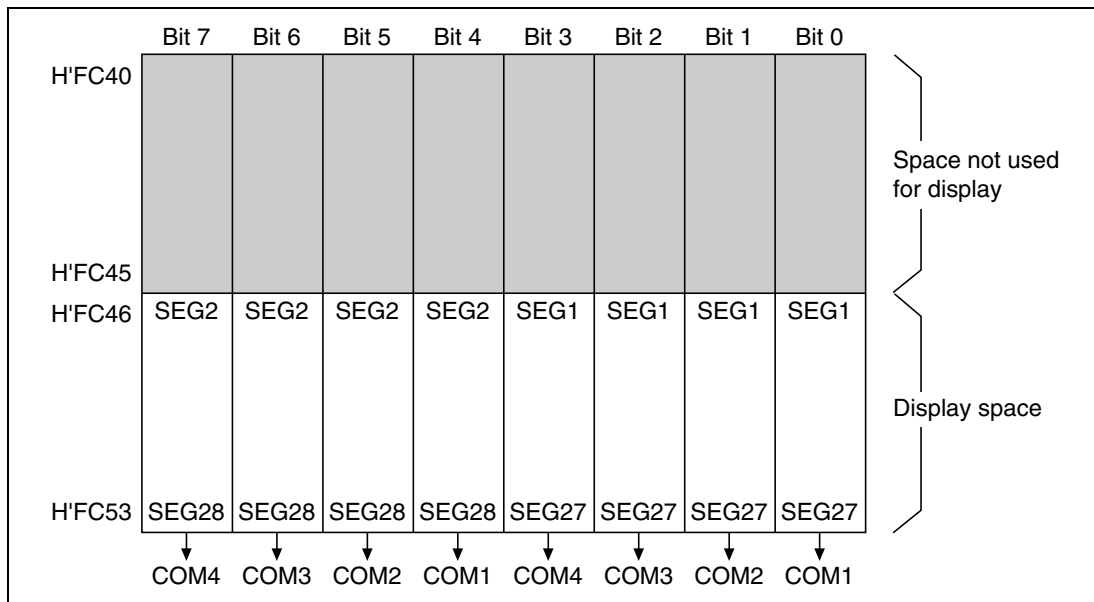 Bit 7 Bit 6 Bit 5 Bit 4 Bit 3 Bit 2 Bit 1 Bit 0
H'FC40
Space not used
for display
H'FC45
H'FC46 SEG2 SEG2 SEG2 SEG2 SEG1 SEG1 SEG1 SEG1
Display space
H'FC53 SEG28 SEG28 SEG28 SEG28 SEG27 SEG27 SEG27 SEG27
COM4 COM3 COM2 COM1 COM4 COM3 COM2 COM1